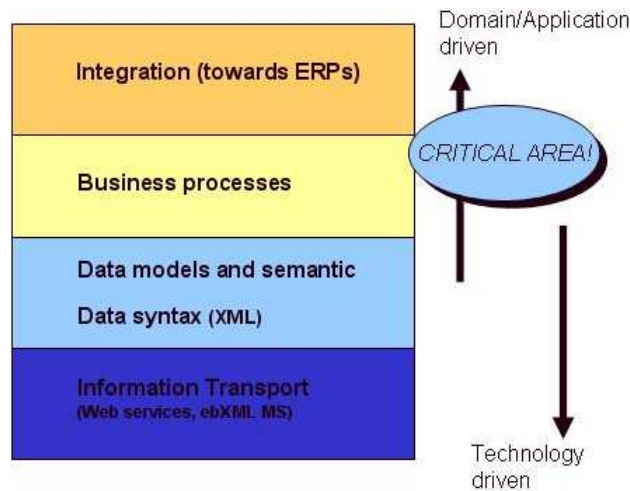 Domain/Application
driven
Integration (towards ERPs)
CRITICAL AREA!
Business processes
Data models and semantic
Data syntax (XML)
Information Transport
(Web services, ebXML MS)
Technology
driven